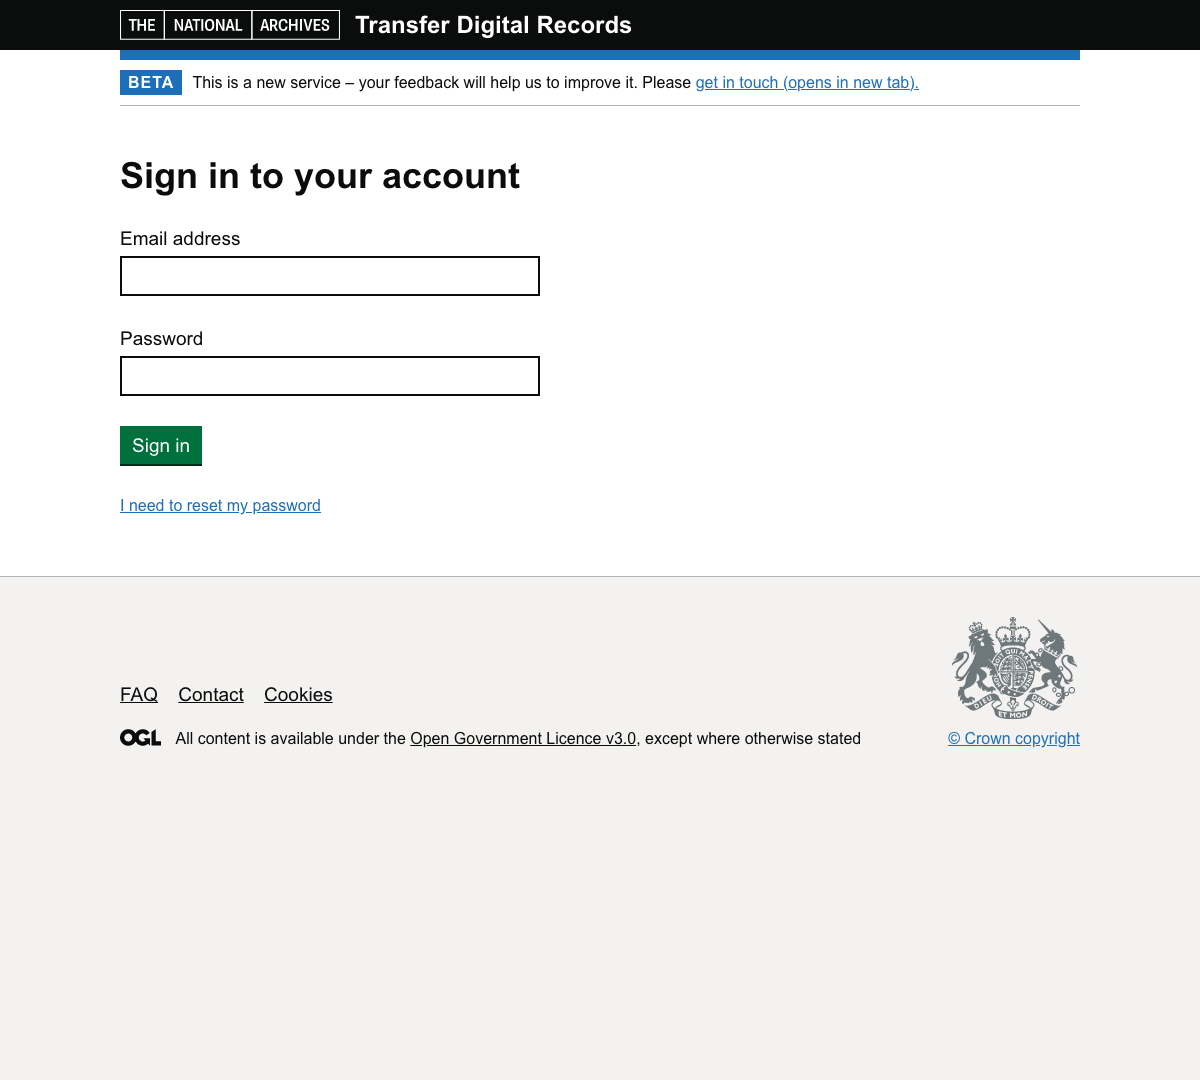 THE NATIONAL ARCHIVES Transfer Digital Records
BETA This is a new service – your feedback will help us to improve it. Please get in touch (opens in new tab).
Sign in to your account
Email address
Password
Sign in
I need to reset my password
FAQ Contact Cookies
DIEU ET MON DROIT
OGL All content is available under the Open Government Licence v3.0, except where otherwise stated
© Crown copyright